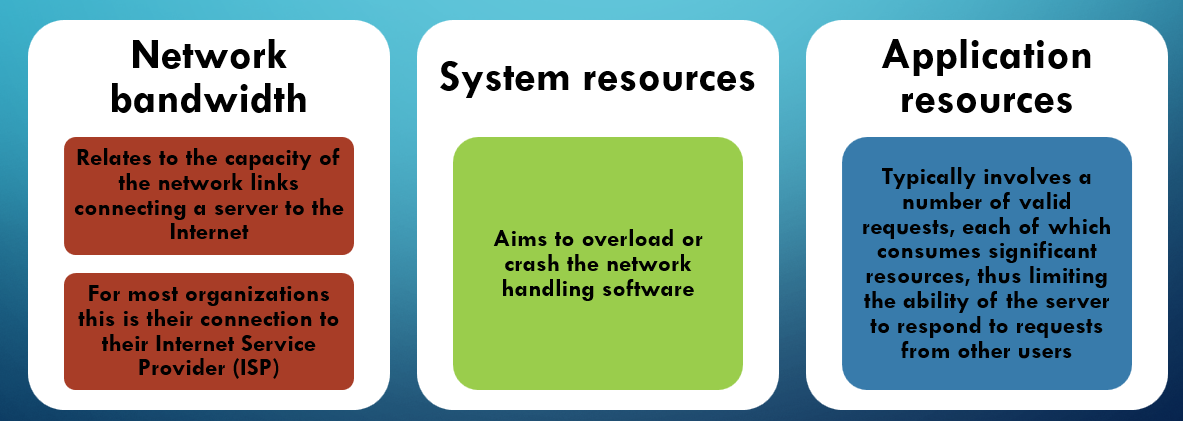 Network
bandwidth
Relates to the capacity of
the network links
connecting a server to the
Internet
For most organizations
this is their connection to
their Internet Service
Provider (ISP)
System resources
Aims to overload or
crash the network
handling software
Application
resources
Typically involves a
number of valid
requests, each of which
consumes significant
resources, thus limiting
the ability of the server
to respond to requests
from other users